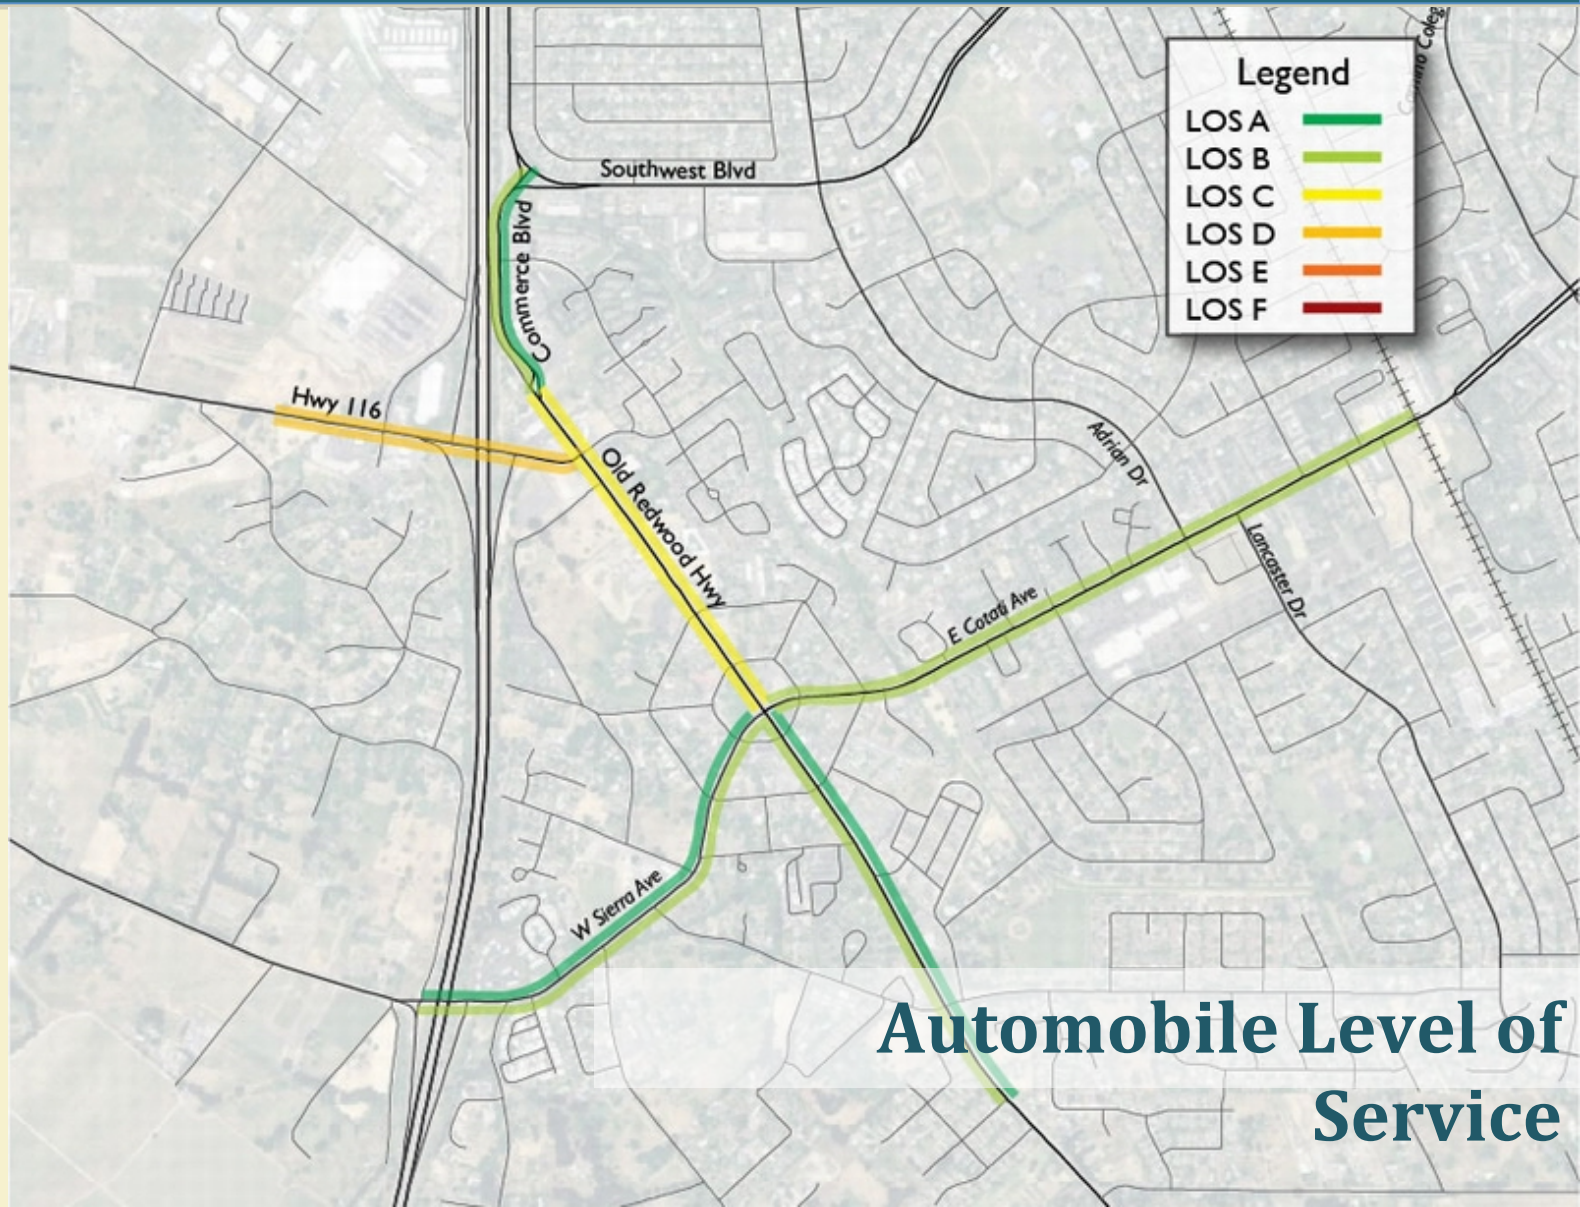 Legend
LOS A
LOS B
LOS C
LOS D
LOS E
LOS F
Southwest Blvd
Commerce Blvd
Hwy 116
Old Redwood Hwy
Adrian Dr
Lancaster Dr
E Cotati Ave
W Sierra Ave
Automobile Level of
Service